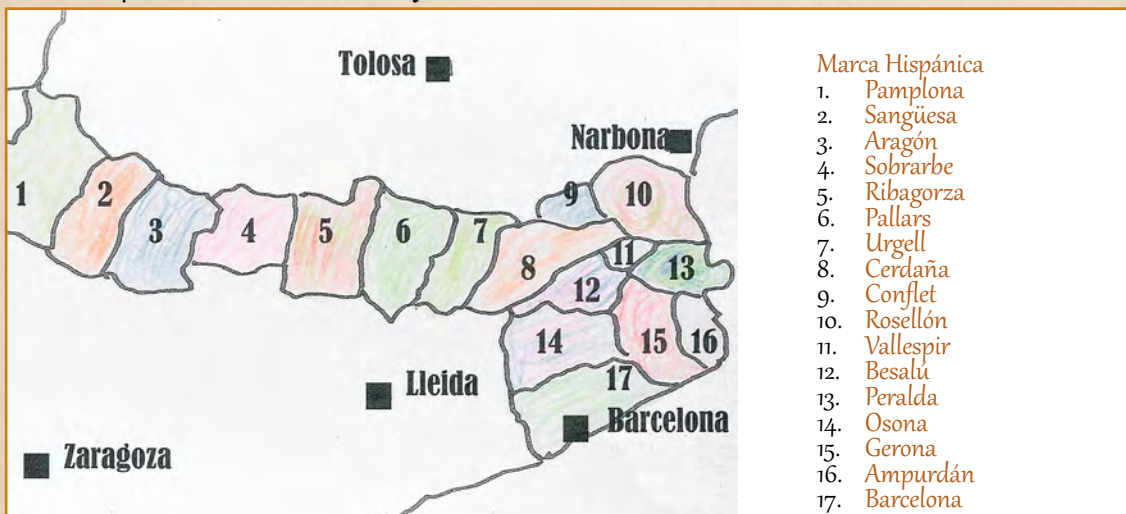 Tolosa
Narbona
1
2
3
4
5
6
7
8
9
10
11
12
13
14
15
16
17
Lleida
Barcelona
Zaragoza
Marca Hispánica
1. Pamplona
2. Sangüesa
3. Aragón
4. Sobrarbe
5. Ribagorza
6. Pallars
7. Urgell
8. Cerdaña
9. Conflet
10. Rosellón
11. Vallespir
12. Besalú
13. Peralda
14. Osona
15. Gerona
16. Ampurdán
17. Barcelona